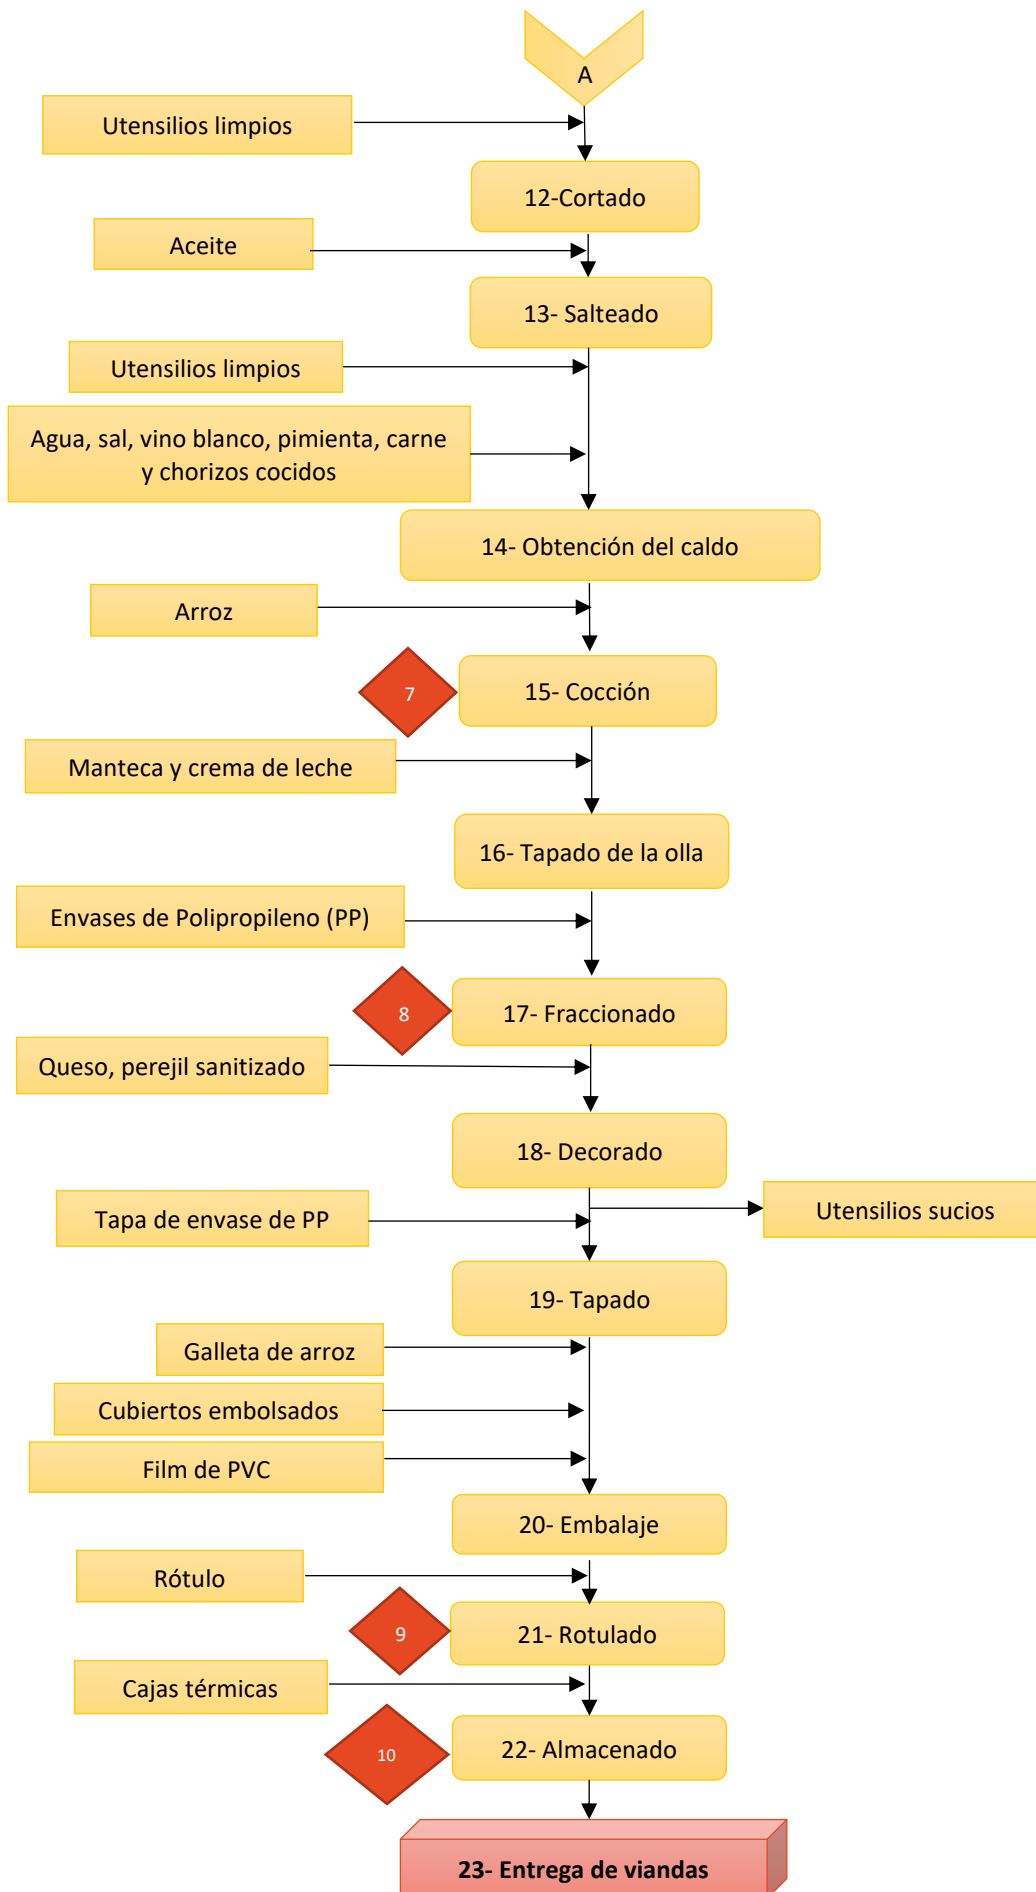 A
Utensilios limpios
12-Cortado
Aceite
13- Salteado
Utensilios limpios
Agua, sal, vino blanco, pimienta, carne
y chorizos cocidos
14- Obtención del caldo
Arroz
7
15- Cocción
Manteca y crema de leche
16- Tapado de la olla
Envases de Polipropileno (PP)
8
17- Fraccionado
Queso, perejil sanitizado
18- Decorado
Tapa de envase de PP
Utensilios sucios
19- Tapado
Galleta de arroz
Cubiertos embolsados
Film de PVC
20- Embalaje
Rótulo
9
21- Rotulado
Cajas térmicas
10
22- Almacenado
23- Entrega de viandas